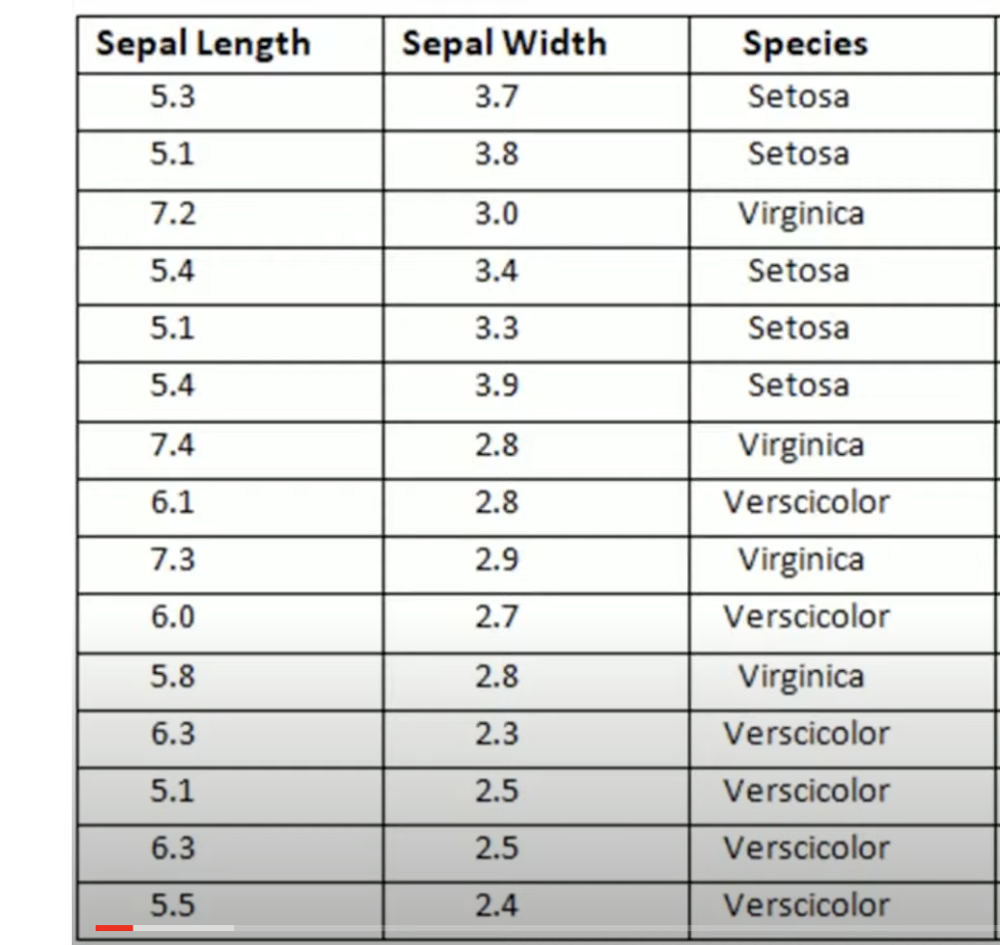 Sepal Length Sepal Width Species
5.3 3.7 Setosa
5.1 3.8 Setosa
7.2 3.0 Virginica
5.4 3.4 Setosa
5.1 3.3 Setosa
5.4 3.9 Setosa
7.4 2.8 Virginica
6.1 2.8 Verscicolor
7.3 2.9 Virginica
6.0 2.7 Verscicolor
5.8 2.8 Virginica
6.3 2.3 Verscicolor
5.1 2.5 Verscicolor
6.3 2.5 Verscicolor
5.5 2.4 Verscicolor